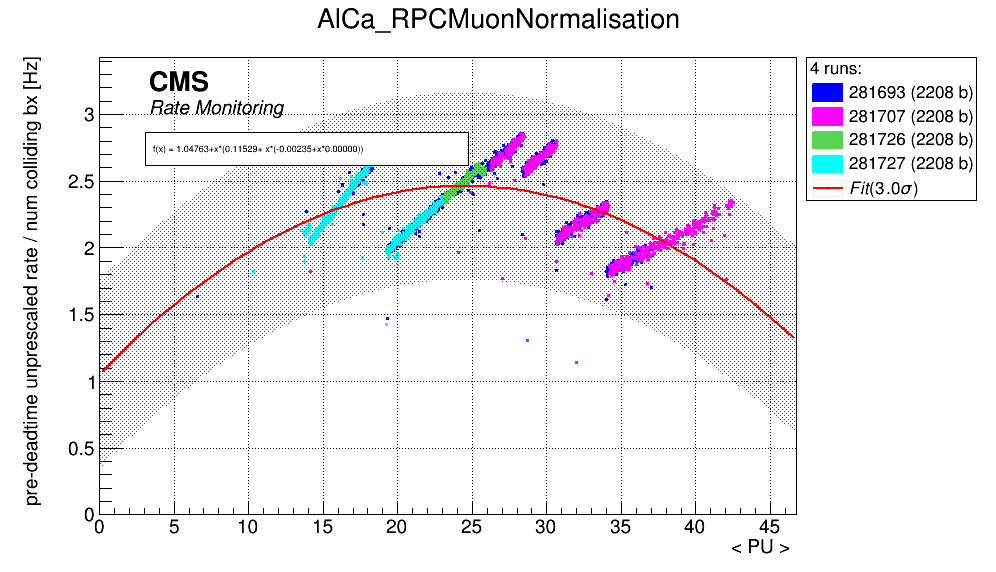 AlCa_RPCMuonNormalisation
pre-deadtime unprescaled rate / num colliding bx [Hz]
CMS
Rate Monitoring
f(x) = 1.04763+x*(0.11529+ x*(-0.00235+x*0.00000))
4 runs:
281693 (2208 b)
281707 (2208 b)
281726 (2208 b)
281727 (2208 b)
Fit(3.0σ)
3
2.5
2
1.5
1
0.5
0
0 5 10 15 20 25 30 35 40 45
< PU >